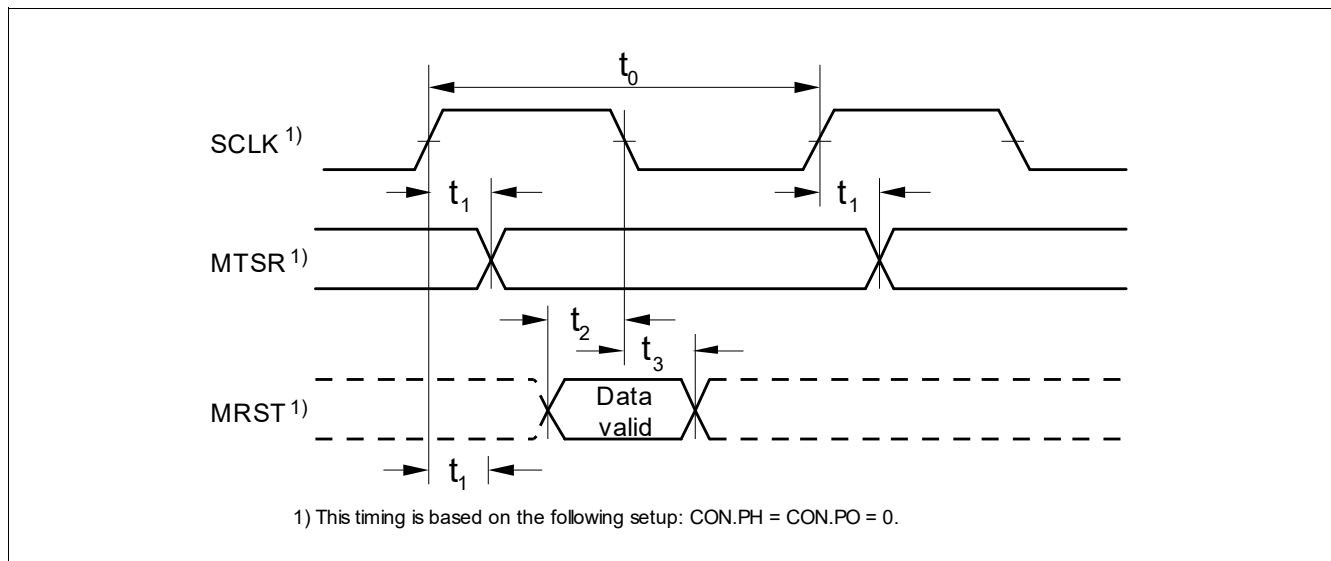 t0
SCLK 1)
t1 t1
MTSR 1)
t2
t3
MRST 1)
Data
valid
t1
1) This timing is based on the following setup: CON.PH = CON.PO = 0.